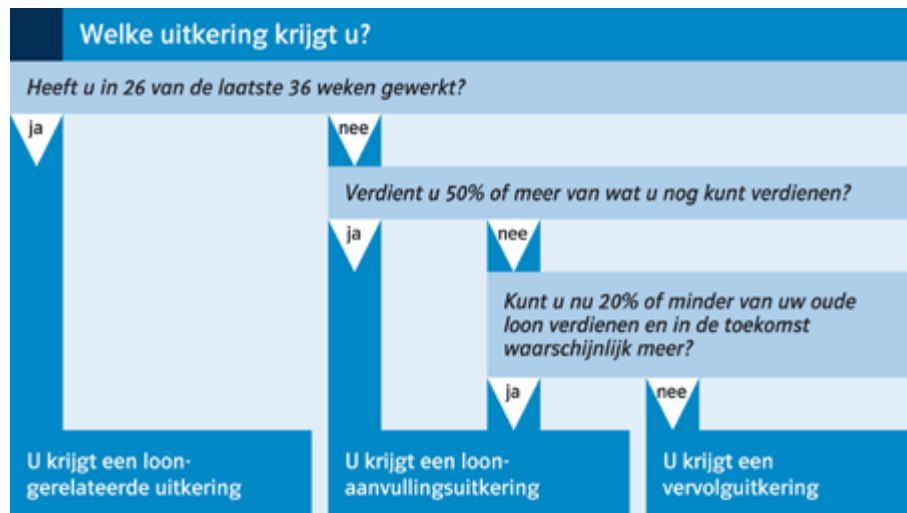 Welke uitkering krijgt u?
Heeft u in 26 van de laatste 36 weken gewerkt?
ja
nee
Verdient u 50% of meer van wat u nog kunt verdienen?
ja
nee
Kunt u nu 20% of minder van uw oude
loon verdienen en in de toekomst
waarschijnlijk meer?
ja
nee
U krijgt een loon-
gerelateerde uitkering
U krijgt een loon-
aanvullingsuitkering
U krijgt een
vervolguitkering